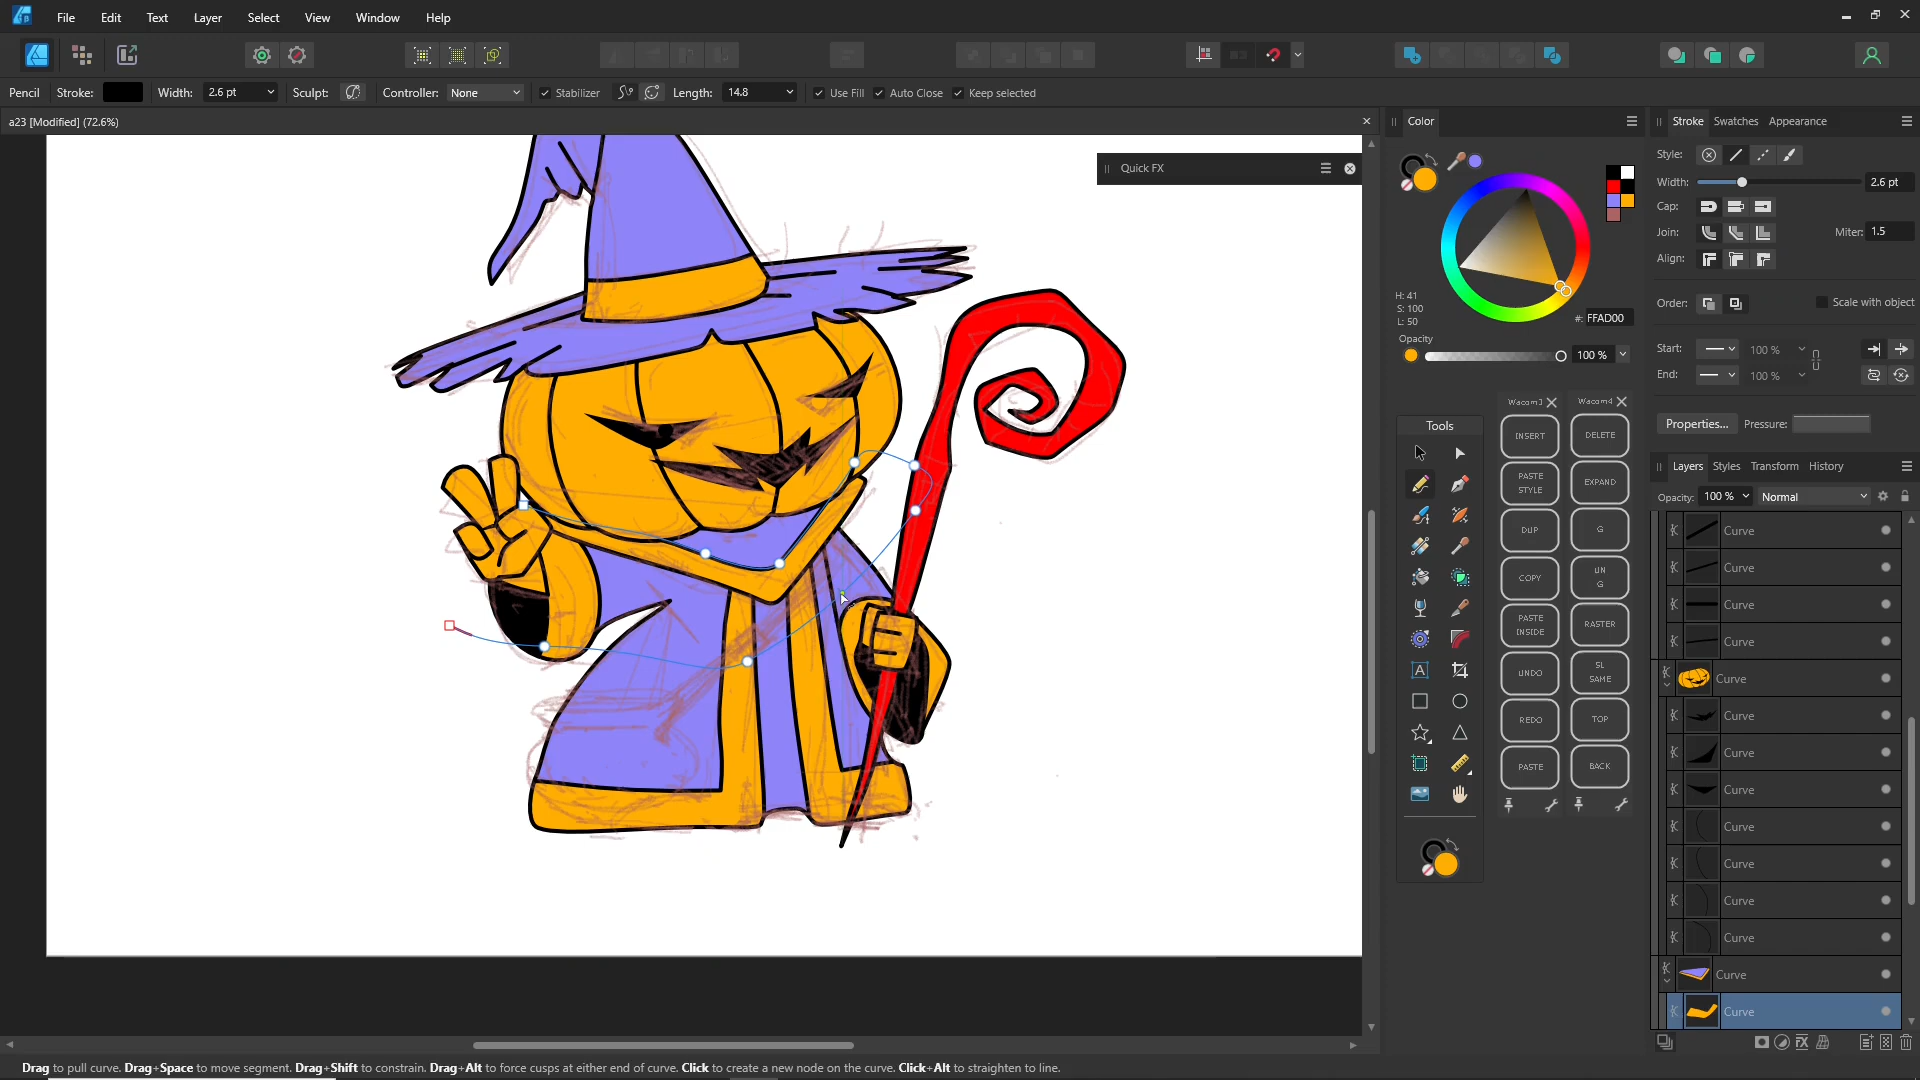 File Edit Text Layer Select View Window Help
Pencil Stroke: Width: 2.6 pt Sculpt: Controller: None Stabilizer Length: 14.8 Use Fill Auto Close Keep selected
a23 [Modified] (72.6%)
Quick FX
Color
H: 41
S: 100
L: 50
#: FFAD00
Opacity
100 %
Stroke Swatches Appearance
Style:
Width: 2.6 pt
Cap:
Join: Miter: 1.5
Align:
Order: Scale with object
Start: 100 %
End: 100 %
Properties... Pressure:
Tools
Wacom3 Wacom4
INSERT DELETE
PASTE STYLE EXPAND
DUP G
COPY UN G
PASTE INSIDE RASTER
UNDO SL SAME
REDO TOP
PASTE BACK
Layers Styles Transform History
Opacity: 100 % Normal
Curve
Curve
Curve
Curve
Curve
Curve
Curve
Curve
Curve
Curve
Curve
Curve
Curve
Curve
Drag to pull curve. Drag+Space to move segment. Drag+Shift to constrain. Drag+Alt to force cusps at either end of curve. Click to create a new node on the curve. Click+Alt to straighten to line.